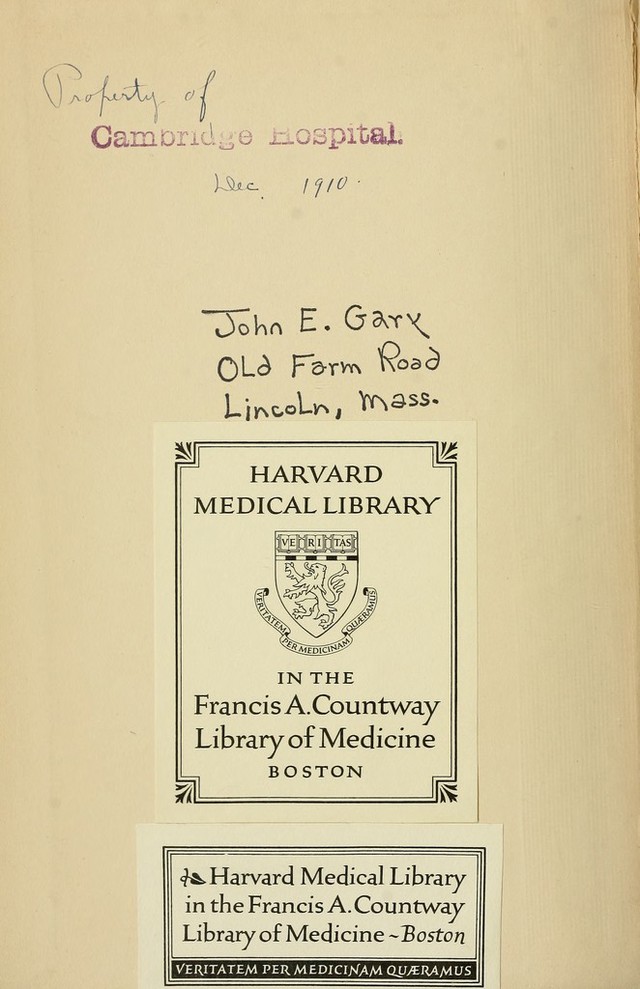 Property of
Cambridge Hospital.
Dec. 1910.
John E. Gary
Old Farm Road
Lincoln, Mass.
HARVARD
MEDICAL LIBRARY
VE RI TAS
VERITATEM PER MEDICINAM QUÆRAMUS
IN THE
Francis A. Countway
Library of Medicine
BOSTON
Harvard Medical Library
in the Francis A. Countway
Library of Medicine ~ Boston
VERITATEM PER MEDICINAM QUÆRAMUS